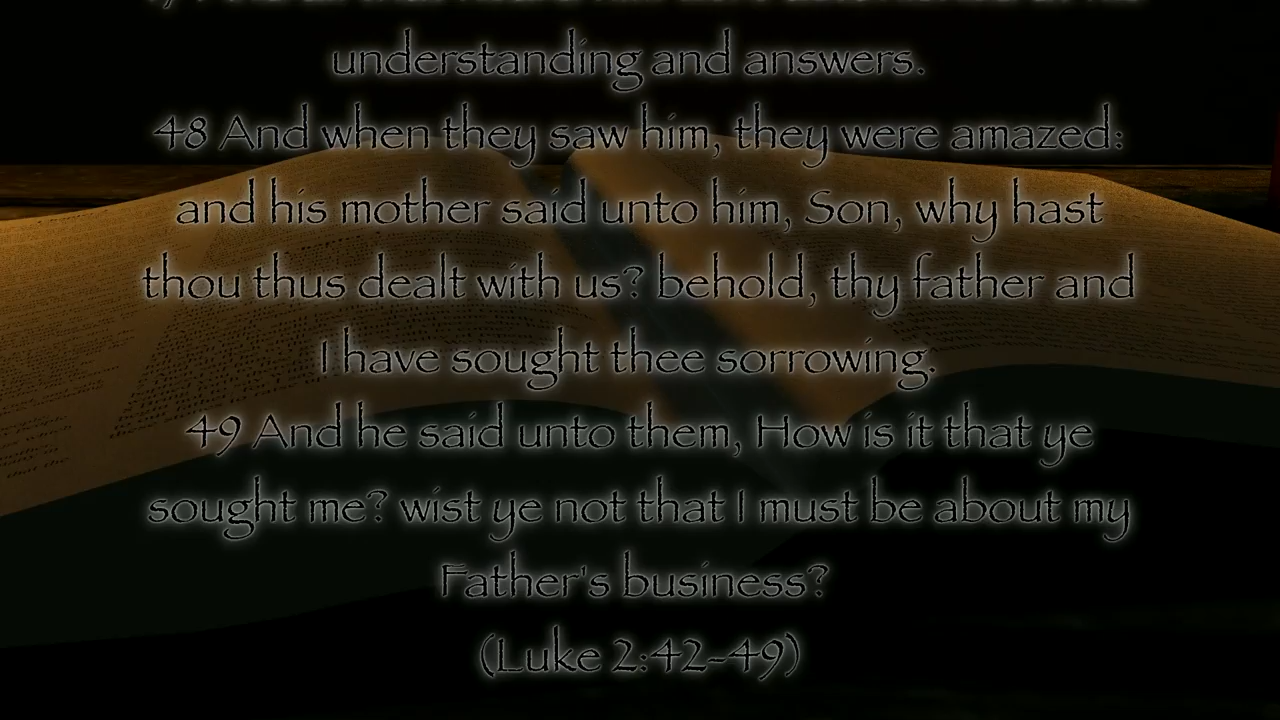 understanding and answers.
48 And when they saw him, they were amazed:
and his mother said unto him, Son, why hast
thou thus dealt with us? behold, thy father and
I have sought thee sorrowing.
49 And he said unto them, How is it that ye
sought me? wist ye not that I must be about my
Father's business?
(Luke 2:42-49)